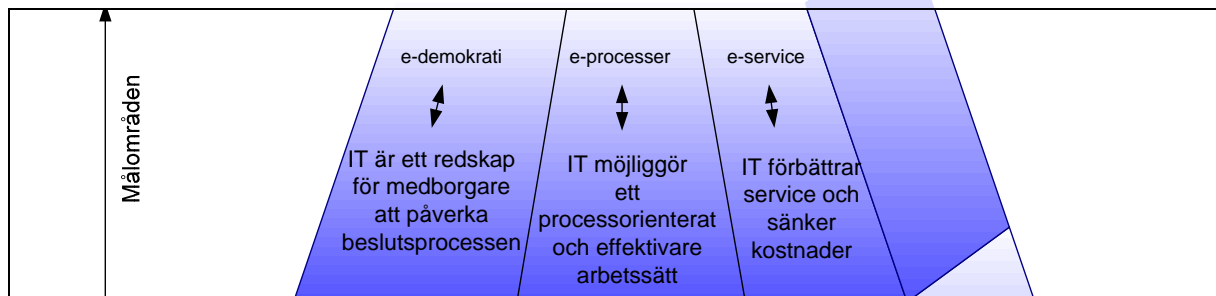 Målområden
e-demokrati
IT är ett redskap
för medborgare
att påverka
beslutsprocessen
e-processer
IT möjliggör
ett
processorienterat
och effektivare
arbetssätt
e-service
IT förbättrar
service och
sänker
kostnader